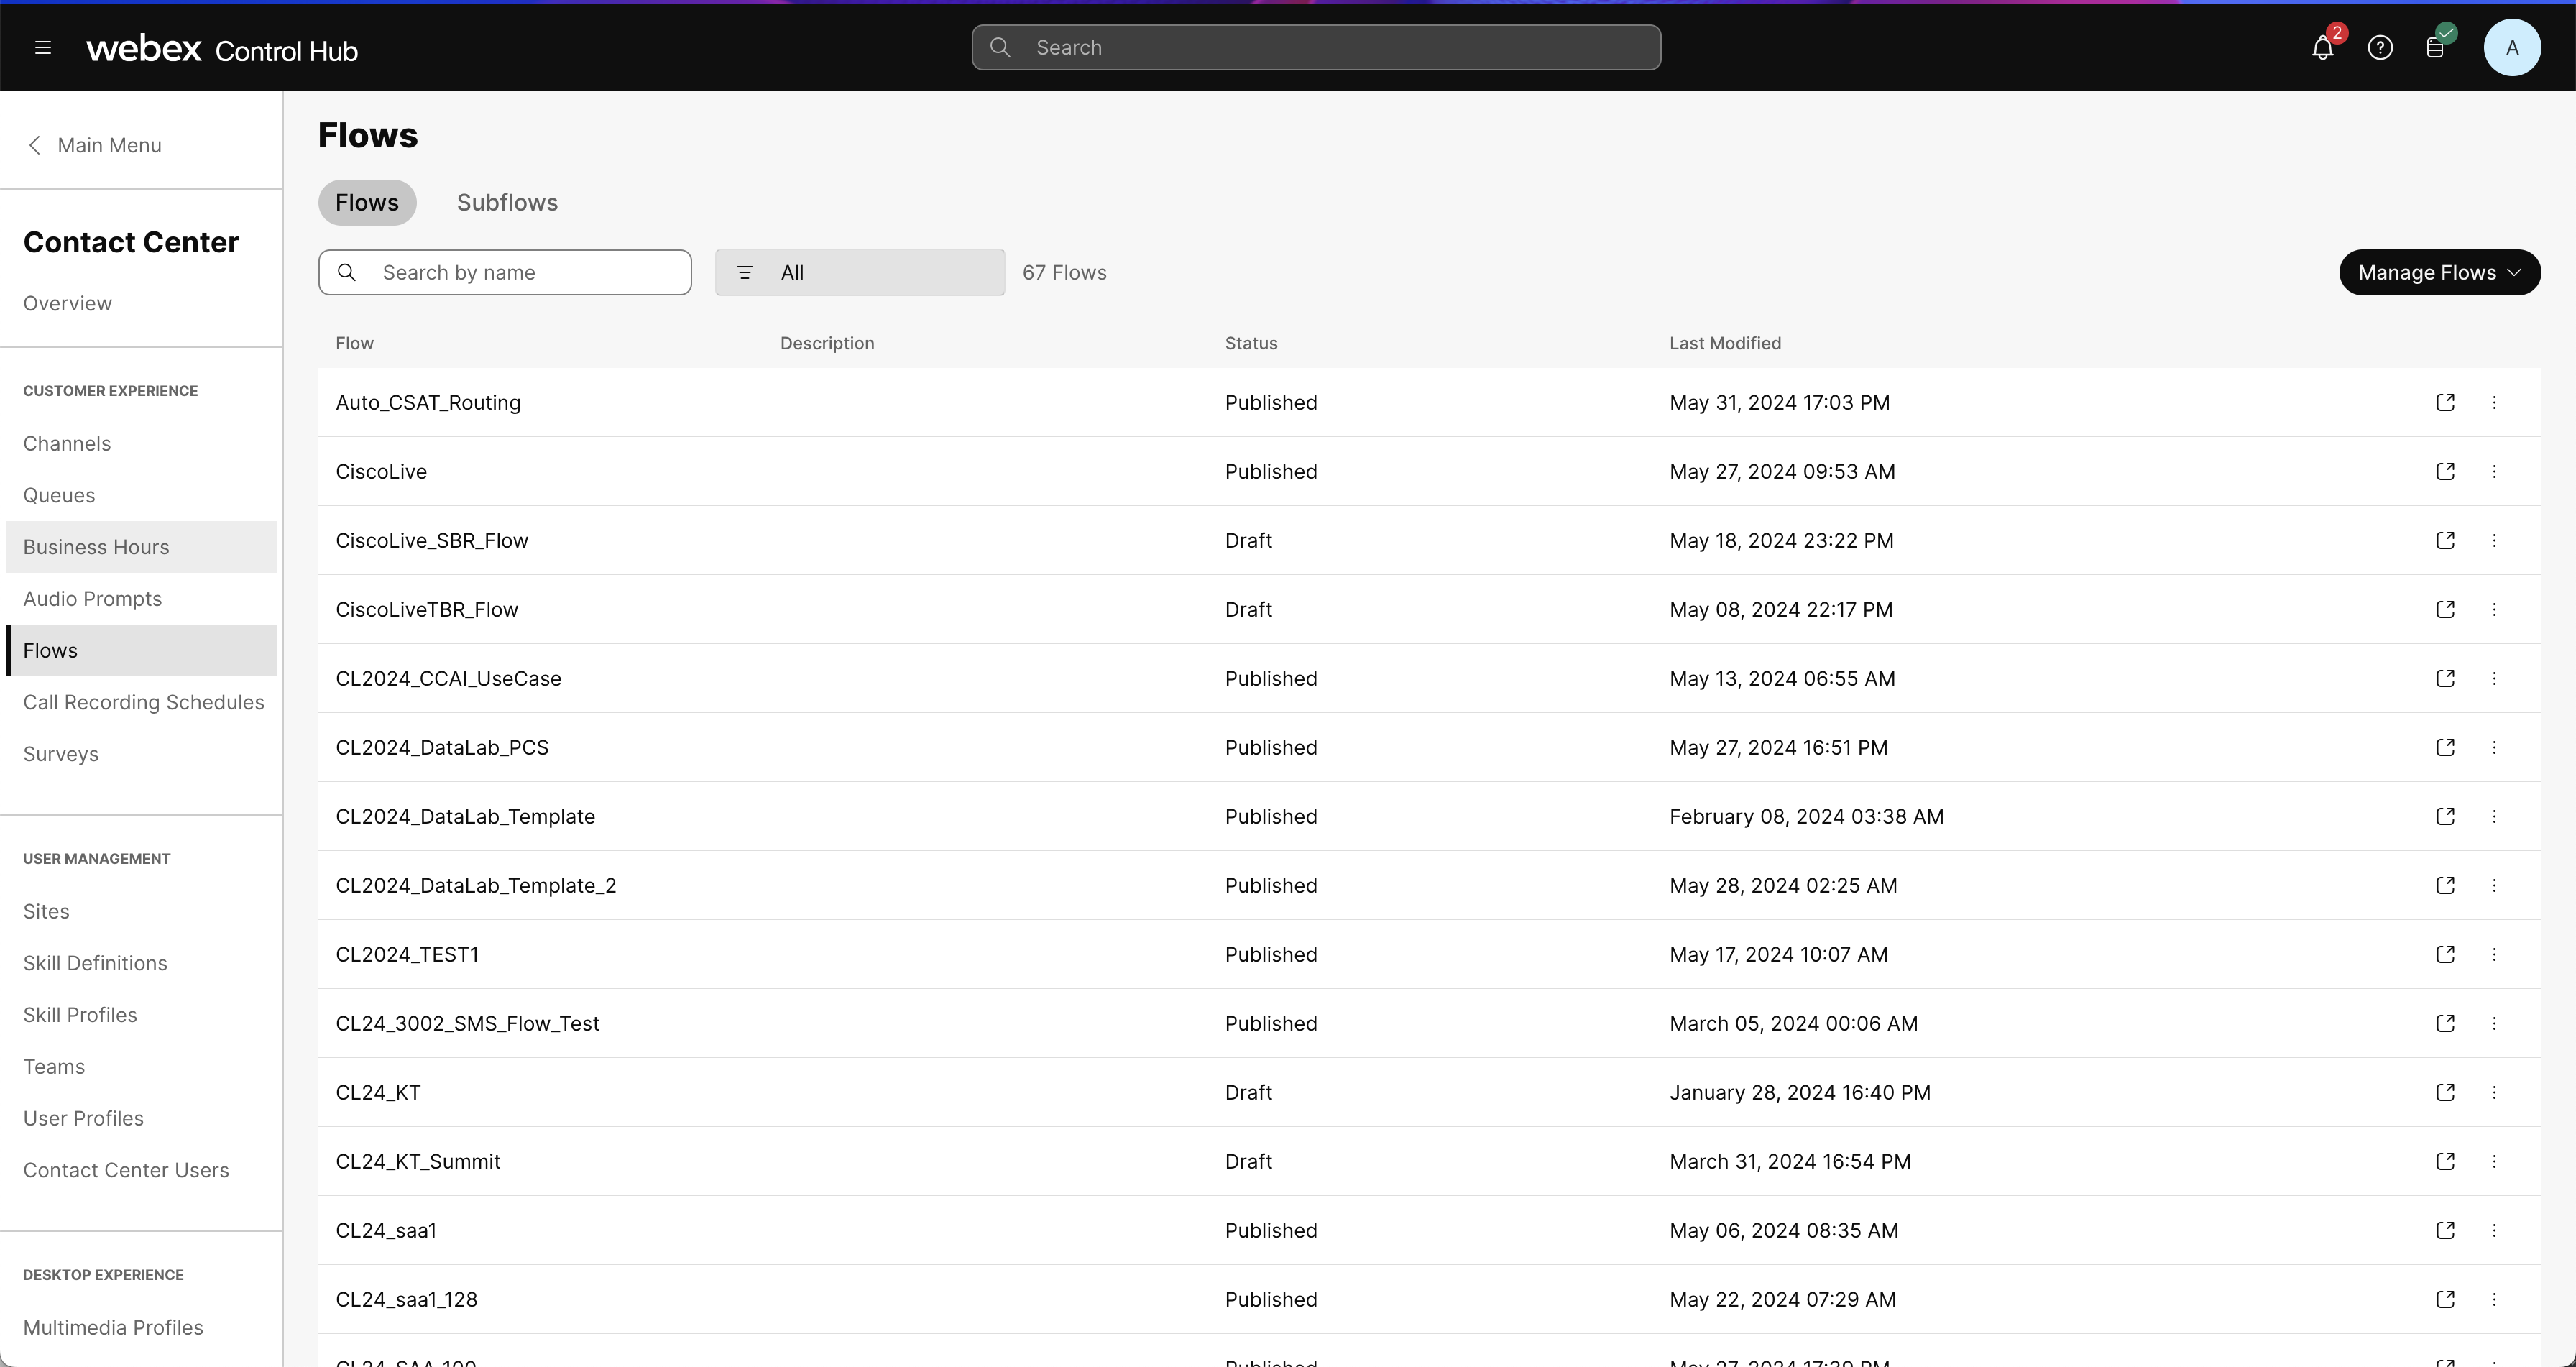 webex Control Hub
Search
2
A
Main Menu
Contact Center
Overview
CUSTOMER EXPERIENCE
Channels
Queues
Business Hours
Audio Prompts
Flows
Call Recording Schedules
Surveys
USER MANAGEMENT
Sites
Skill Definitions
Skill Profiles
Teams
User Profiles
Contact Center Users
DESKTOP EXPERIENCE
Multimedia Profiles
Flows
Flows Subflows
Search by name All 67 Flows Manage Flows
Flow Description Status Last Modified
Auto_CSAT_Routing Published May 31, 2024 17:03 PM
CiscoLive Published May 27, 2024 09:53 AM
CiscoLive_SBR_Flow Draft May 18, 2024 23:22 PM
CiscoLiveTBR_Flow Draft May 08, 2024 22:17 PM
CL2024_CCAI_UseCase Published May 13, 2024 06:55 AM
CL2024_DataLab_PCS Published May 27, 2024 16:51 PM
CL2024_DataLab_Template Published February 08, 2024 03:38 AM
CL2024_DataLab_Template_2 Published May 28, 2024 02:25 AM
CL2024_TEST1 Published May 17, 2024 10:07 AM
CL24_3002_SMS_Flow_Test Published March 05, 2024 00:06 AM
CL24_KT Draft January 28, 2024 16:40 PM
CL24_KT_Summit Draft March 31, 2024 16:54 PM
CL24_saa1 Published May 06, 2024 08:35 AM
CL24_saa1_128 Published May 22, 2024 07:29 AM
Published